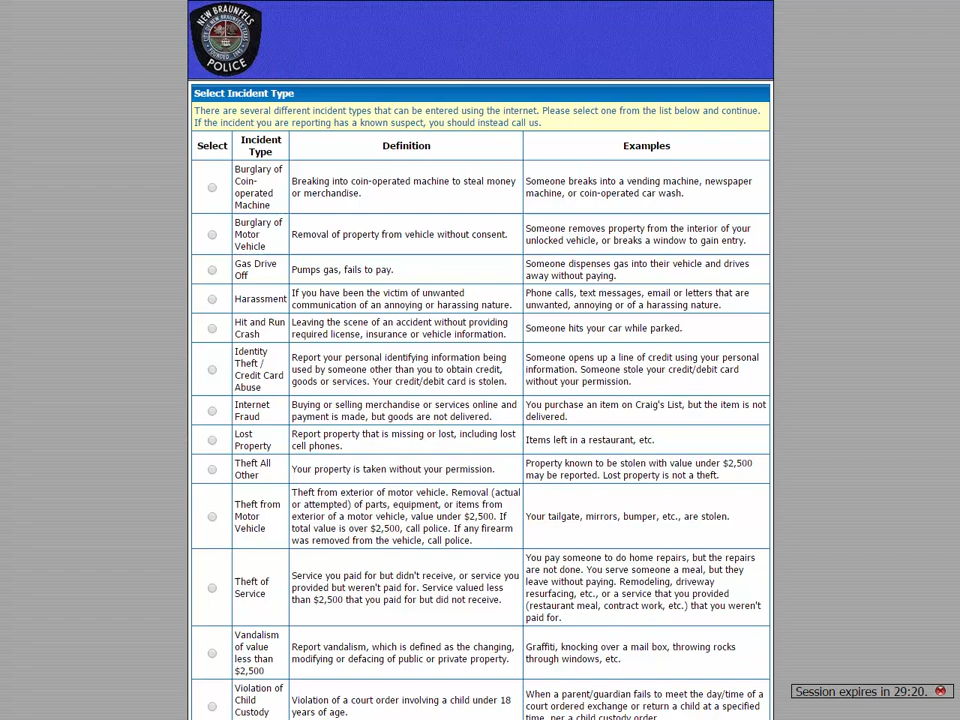 NEW BRAUNFELS
POLICE
Select Incident Type
There are several different incident types that can be entered using the internet. Please select one from the list below and continue.
If the incident you are reporting has a known suspect, you should instead call us.
Select
Incident
Type
Definition
Examples
Burglary of
Coin-
operated
Machine
Breaking into coin-operated machine to steal money
or merchandise.
Someone breaks into a vending machine, newspaper
machine, or coin-operated car wash.
Burglary of
Motor
Vehicle
Removal of property from vehicle without consent.
Someone removes property from the interior of your
unlocked vehicle, or breaks a window to gain entry.
Gas Drive
Off
Pumps gas, fails to pay.
Someone dispenses gas into their vehicle and drives
away without paying.
Harassment
If you have been the victim of unwanted
communication of an annoying or harassing nature.
Phone calls, text messages, email or letters that are
unwanted, annoying or of a harassing nature.
Hit and Run
Crash
Leaving the scene of an accident without providing
required license, insurance or vehicle information.
Someone hits your car while parked.
Identity
Theft /
Credit Card
Abuse
Report your personal identifying information being
used by someone other than you to obtain credit,
goods or services. Your credit/debit card is stolen.
Someone opens up a line of credit using your personal
information. Someone stole your credit/debit card
without your permission.
Internet
Fraud
Buying or selling merchandise or services online and
payment is made, but goods are not delivered.
You purchase an item on Craig's List, but the item is not
delivered.
Lost
Property
Report property that is missing or lost, including lost
cell phones.
Items left in a restaurant, etc.
Theft All
Other
Your property is taken without your permission.
Property known to be stolen with value under $2,500
may be reported. Lost property is not a theft.
Theft from
Motor
Vehicle
Theft from exterior of motor vehicle. Removal (actual
or attempted) of parts, equipment, or items from
exterior of a motor vehicle, value under $2,500. If
total value is over $2,500, call police. If any firearm
was removed from the vehicle, call police.
Your tailgate, mirrors, bumper, etc., are stolen.
Theft of
Service
Service you paid for but didn't receive, or service you
provided but weren't paid for. Service valued less
than $2,500 that you paid for but did not receive.
You pay someone to do home repairs, but the repairs
are not done. You serve someone a meal, but they
leave without paying. Remodeling, driveway
resurfacing, etc., or a service that you provided
(restaurant meal, contract work, etc.) that you weren't
paid for.
Vandalism
of value
less than
$2,500
Report vandalism, which is defined as the changing,
modifying or defacing of public or private property.
Graffiti, knocking over a mail box, throwing rocks
through windows, etc.
Violation of
Child
Custody
Violation of a court order involving a child under 18
years of age.
When a parent/guardian fails to meet the day/time of a
court ordered exchange or return a child at a specified
time, per a child custody order.
Session expires in 29:20.